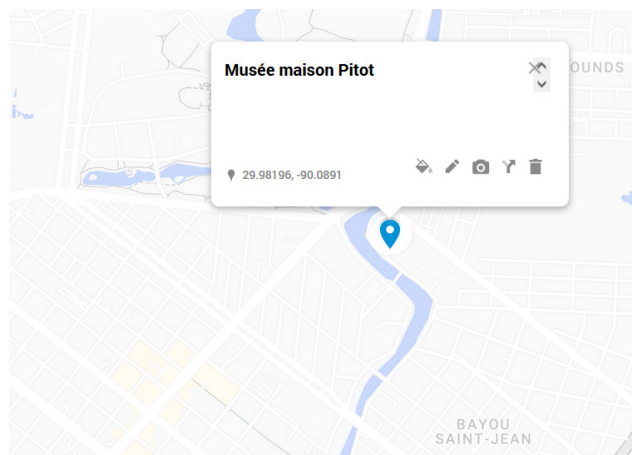 Musée maison Pitot
OUNDS
29.98196, -90.0891
BAYOU
SAINT-JEAN